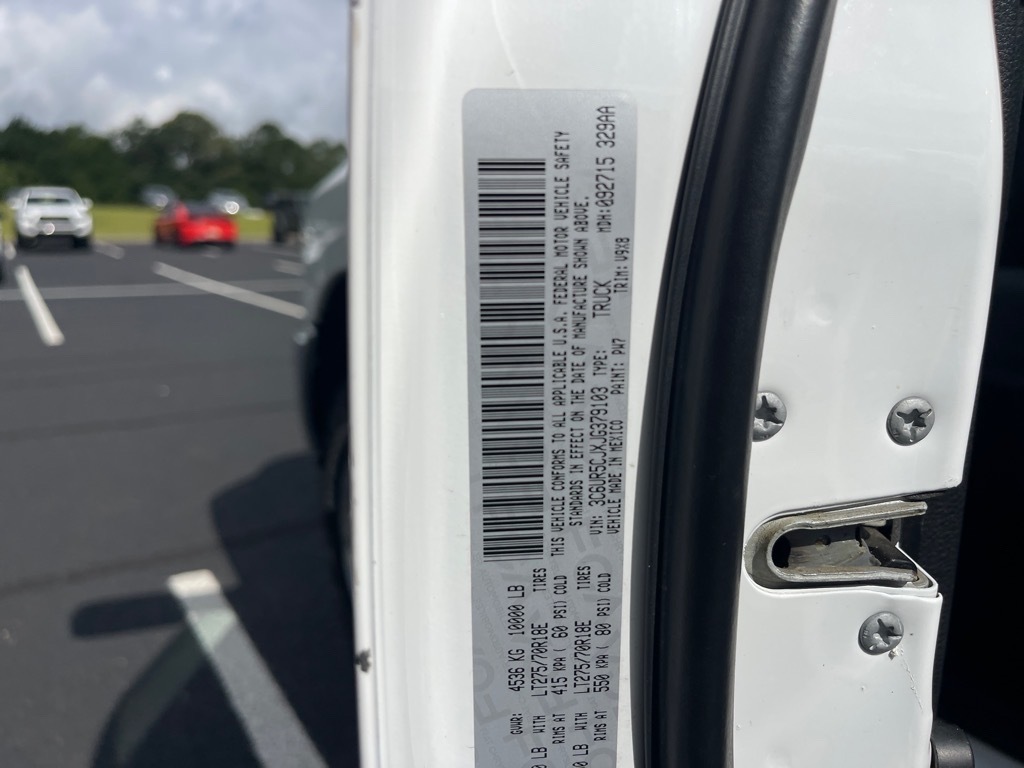 GVWR: 4536 KG 10000 LB
LB WITH LT275/70R18E TIRES
RIMS AT 415 KPA ( 60 PSI) COLD
LB WITH LT275/70R18E TIRES
RIMS AT 550 KPA ( 80 PSI) COLD
THIS VEHICLE CONFORMS TO ALL APPLICABLE U.S.A. FEDERAL MOTOR VEHICLE SAFETY
STANDARDS IN EFFECT ON THE DATE OF MANUFACTURE SHOWN ABOVE.
VIN: 3C6UR5CJXJG379103 TYPE: TRUCK MDH:092715 329AA
VEHICLE MADE IN MEXICO PAINT: PW7 TRIM: V9X8